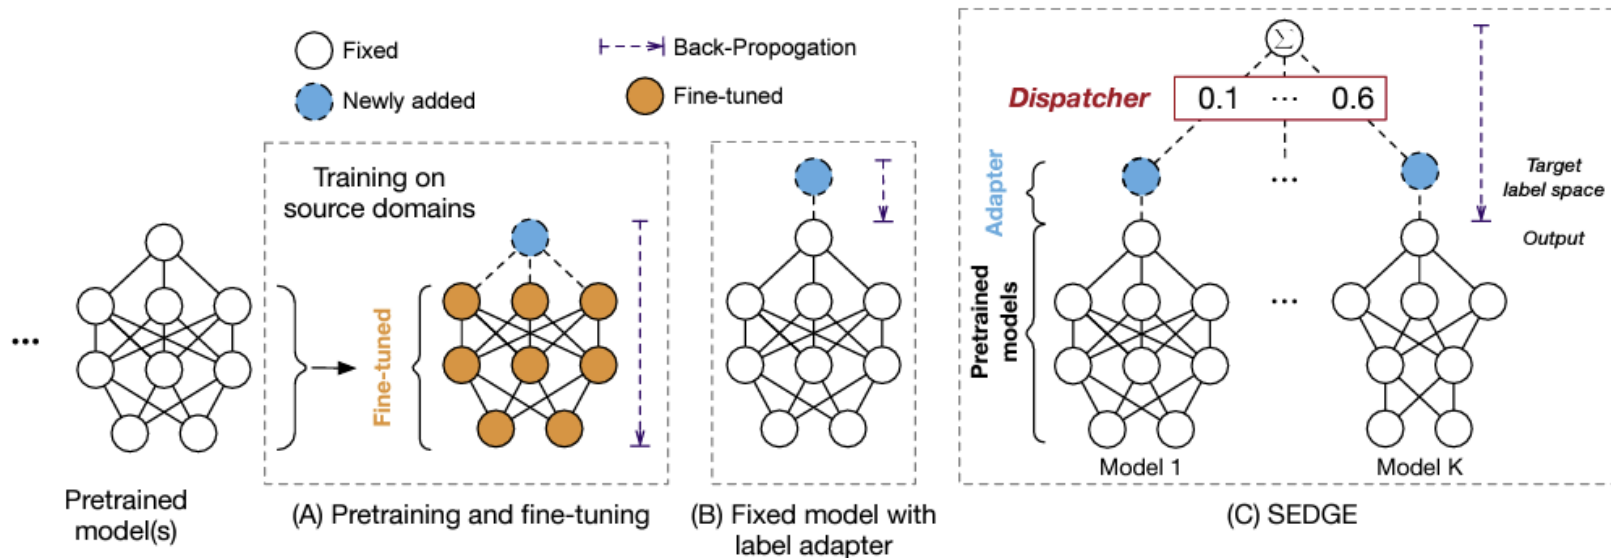 Fixed
Back-Propogation
Newly added
Fine-tuned
...
Pretrained
model(s)
Training on
source domains
Fine-tuned
(A) Pretraining and fine-tuning
(B) Fixed model with
label adapter
Σ
Dispatcher
0.1 ... 0.6
Adapter
...
Target
label space
Output
Pretrained
models
...
Model 1
Model K
(C) SEDGE